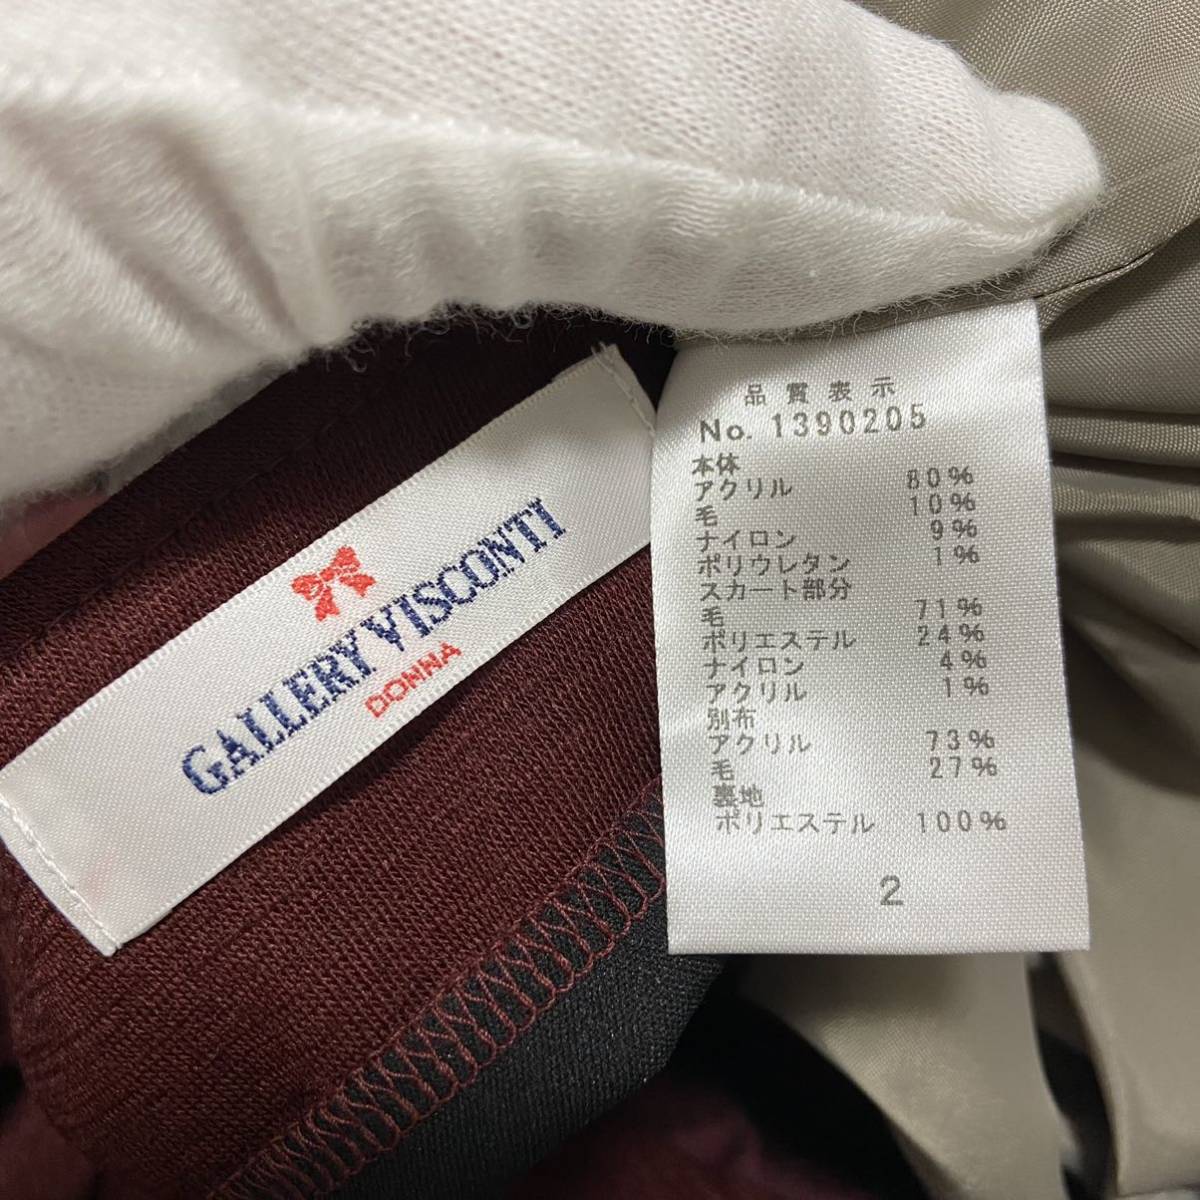 GALLERY VISCONTI
DONNA
品質表示
No. 1390205
本体
アクリル 80%
毛 10%
ナイロン 9%
ポリウレタン 1%
スカート部分
毛 71%
ポリエステル 24%
ナイロン 4%
アクリル 1%
別布
アクリル 73%
毛 27%
裏地
ポリエステル 100%
2